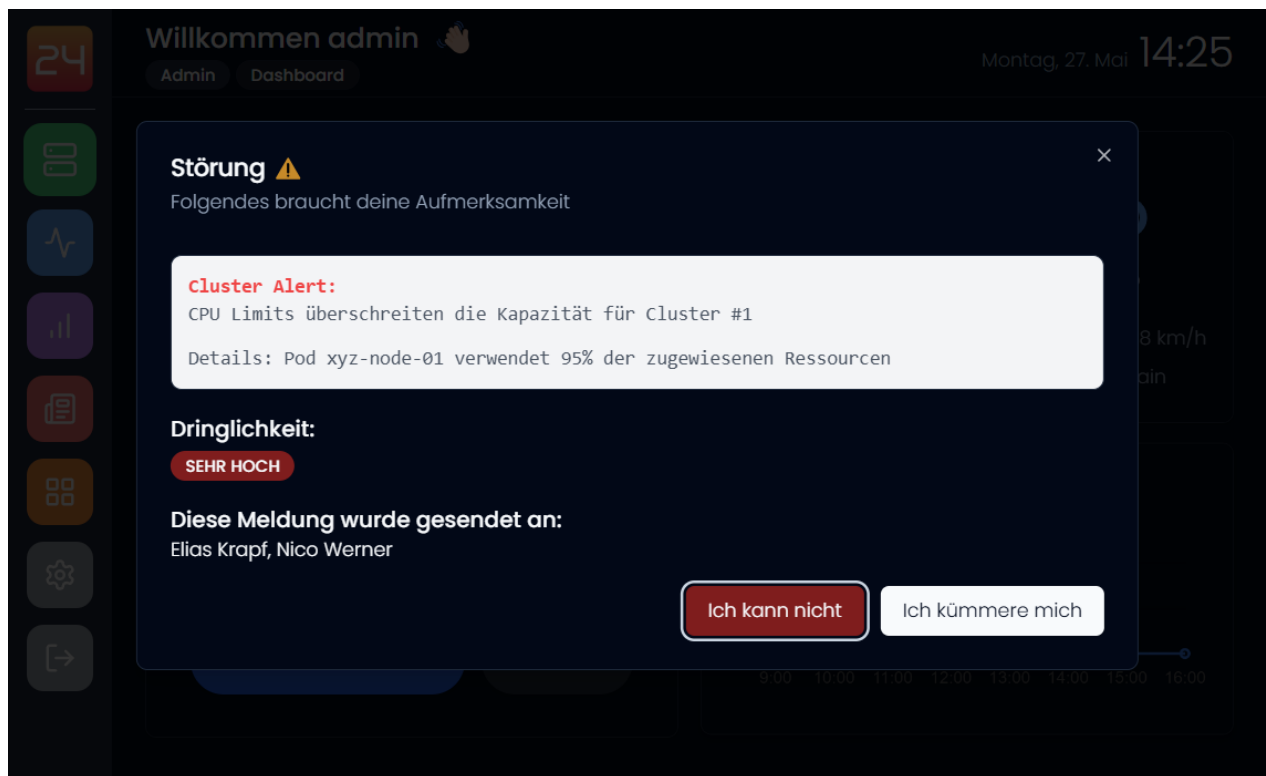 24
Willkommen admin 👋
Admin Dashboard
Montag, 27. Mai 14:25
Störung ⚠
Folgendes braucht deine Aufmerksamkeit
Cluster Alert:
CPU Limits überschreiten die Kapazität für Cluster #1
Details: Pod xyz-node-01 verwendet 95% der zugewiesenen Ressourcen
Dringlichkeit:
SEHR HOCH
Diese Meldung wurde gesendet an:
Elias Krapf, Nico Werner
Ich kann nicht
Ich kümmere mich
8 km/h
ain
9:00 10:00 11:00 12:00 13:00 14:00 15:00 16:00